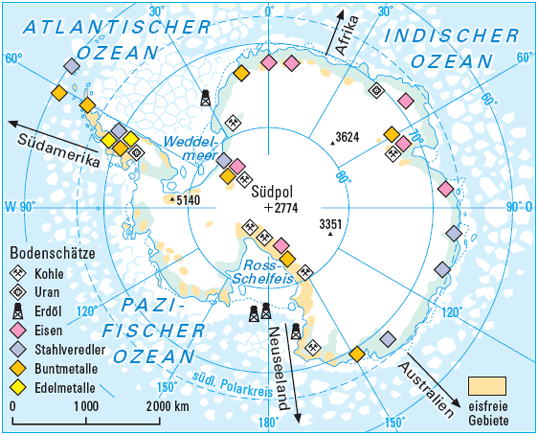 ATLANTISCHER
OZEAN
INDISCHER
OZEAN
Afrika
30°
0°
30°
60°
60°
60°
70°
80°
Weddel-
meer
Südamerika
3624
5140
Südpol
2774
3351
W 90°
90° O
Ross-
Schelfeis
Bodenschätze
Kohle
Uran
Erdöl
Eisen
Stahlveredler
Buntmetalle
Edelmetalle
0 1000 2000 km
PAZI-
FISCHER
OZEAN
120°
120°
150°
150°
180°
südl. Polarkreis
Neuseeland
Australien
eisfreie
Gebiete